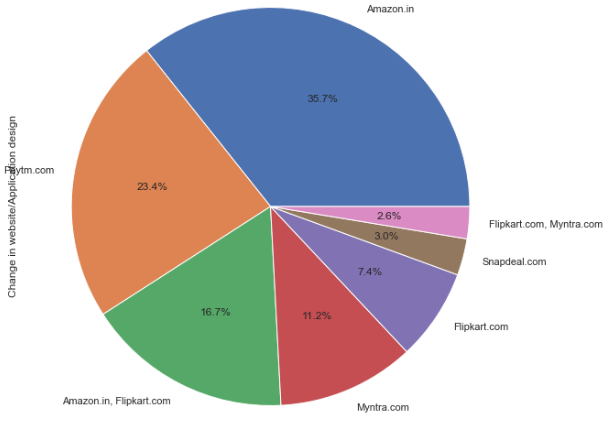 Amazon.in
35.7%
Change in website/Application design
Paytm.com
23.4%
2.6%
Flipkart.com, Myntra.com
3.0%
Snapdeal.com
7.4%
Flipkart.com
16.7%
11.2%
Amazon.in, Flipkart.com
Myntra.com